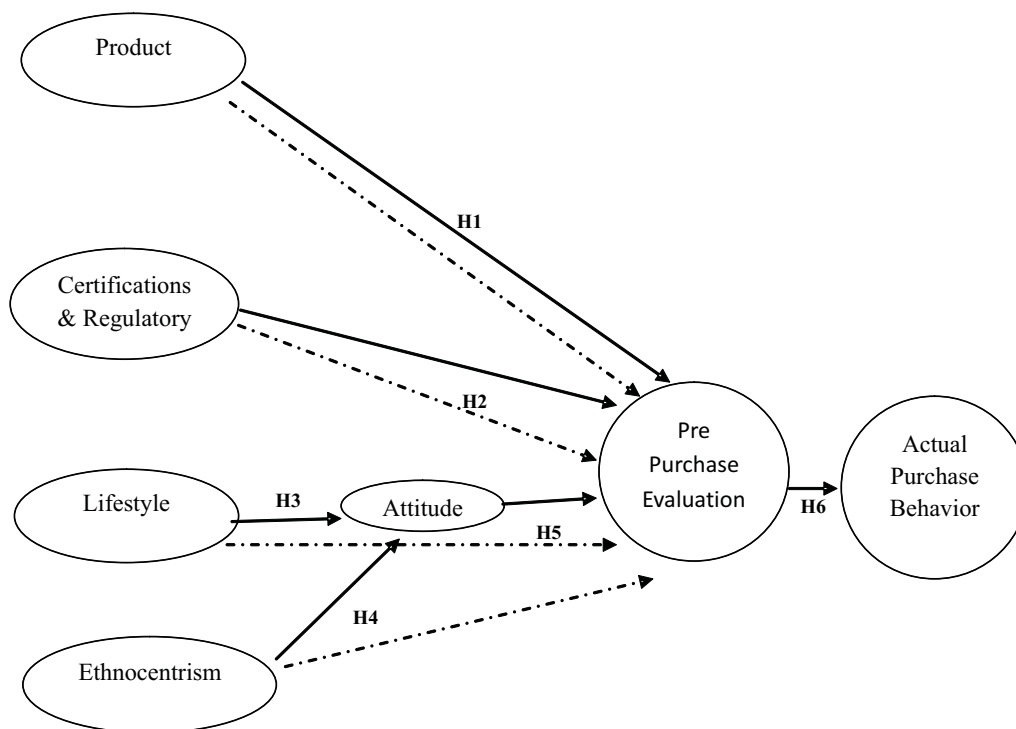 Product
H1
Certifications
& Regulatory
H2
Pre
Purchase
Evaluation
Actual
Purchase
Behavior
Lifestyle
H3
Attitude
H5
H6
H4
Ethnocentrism